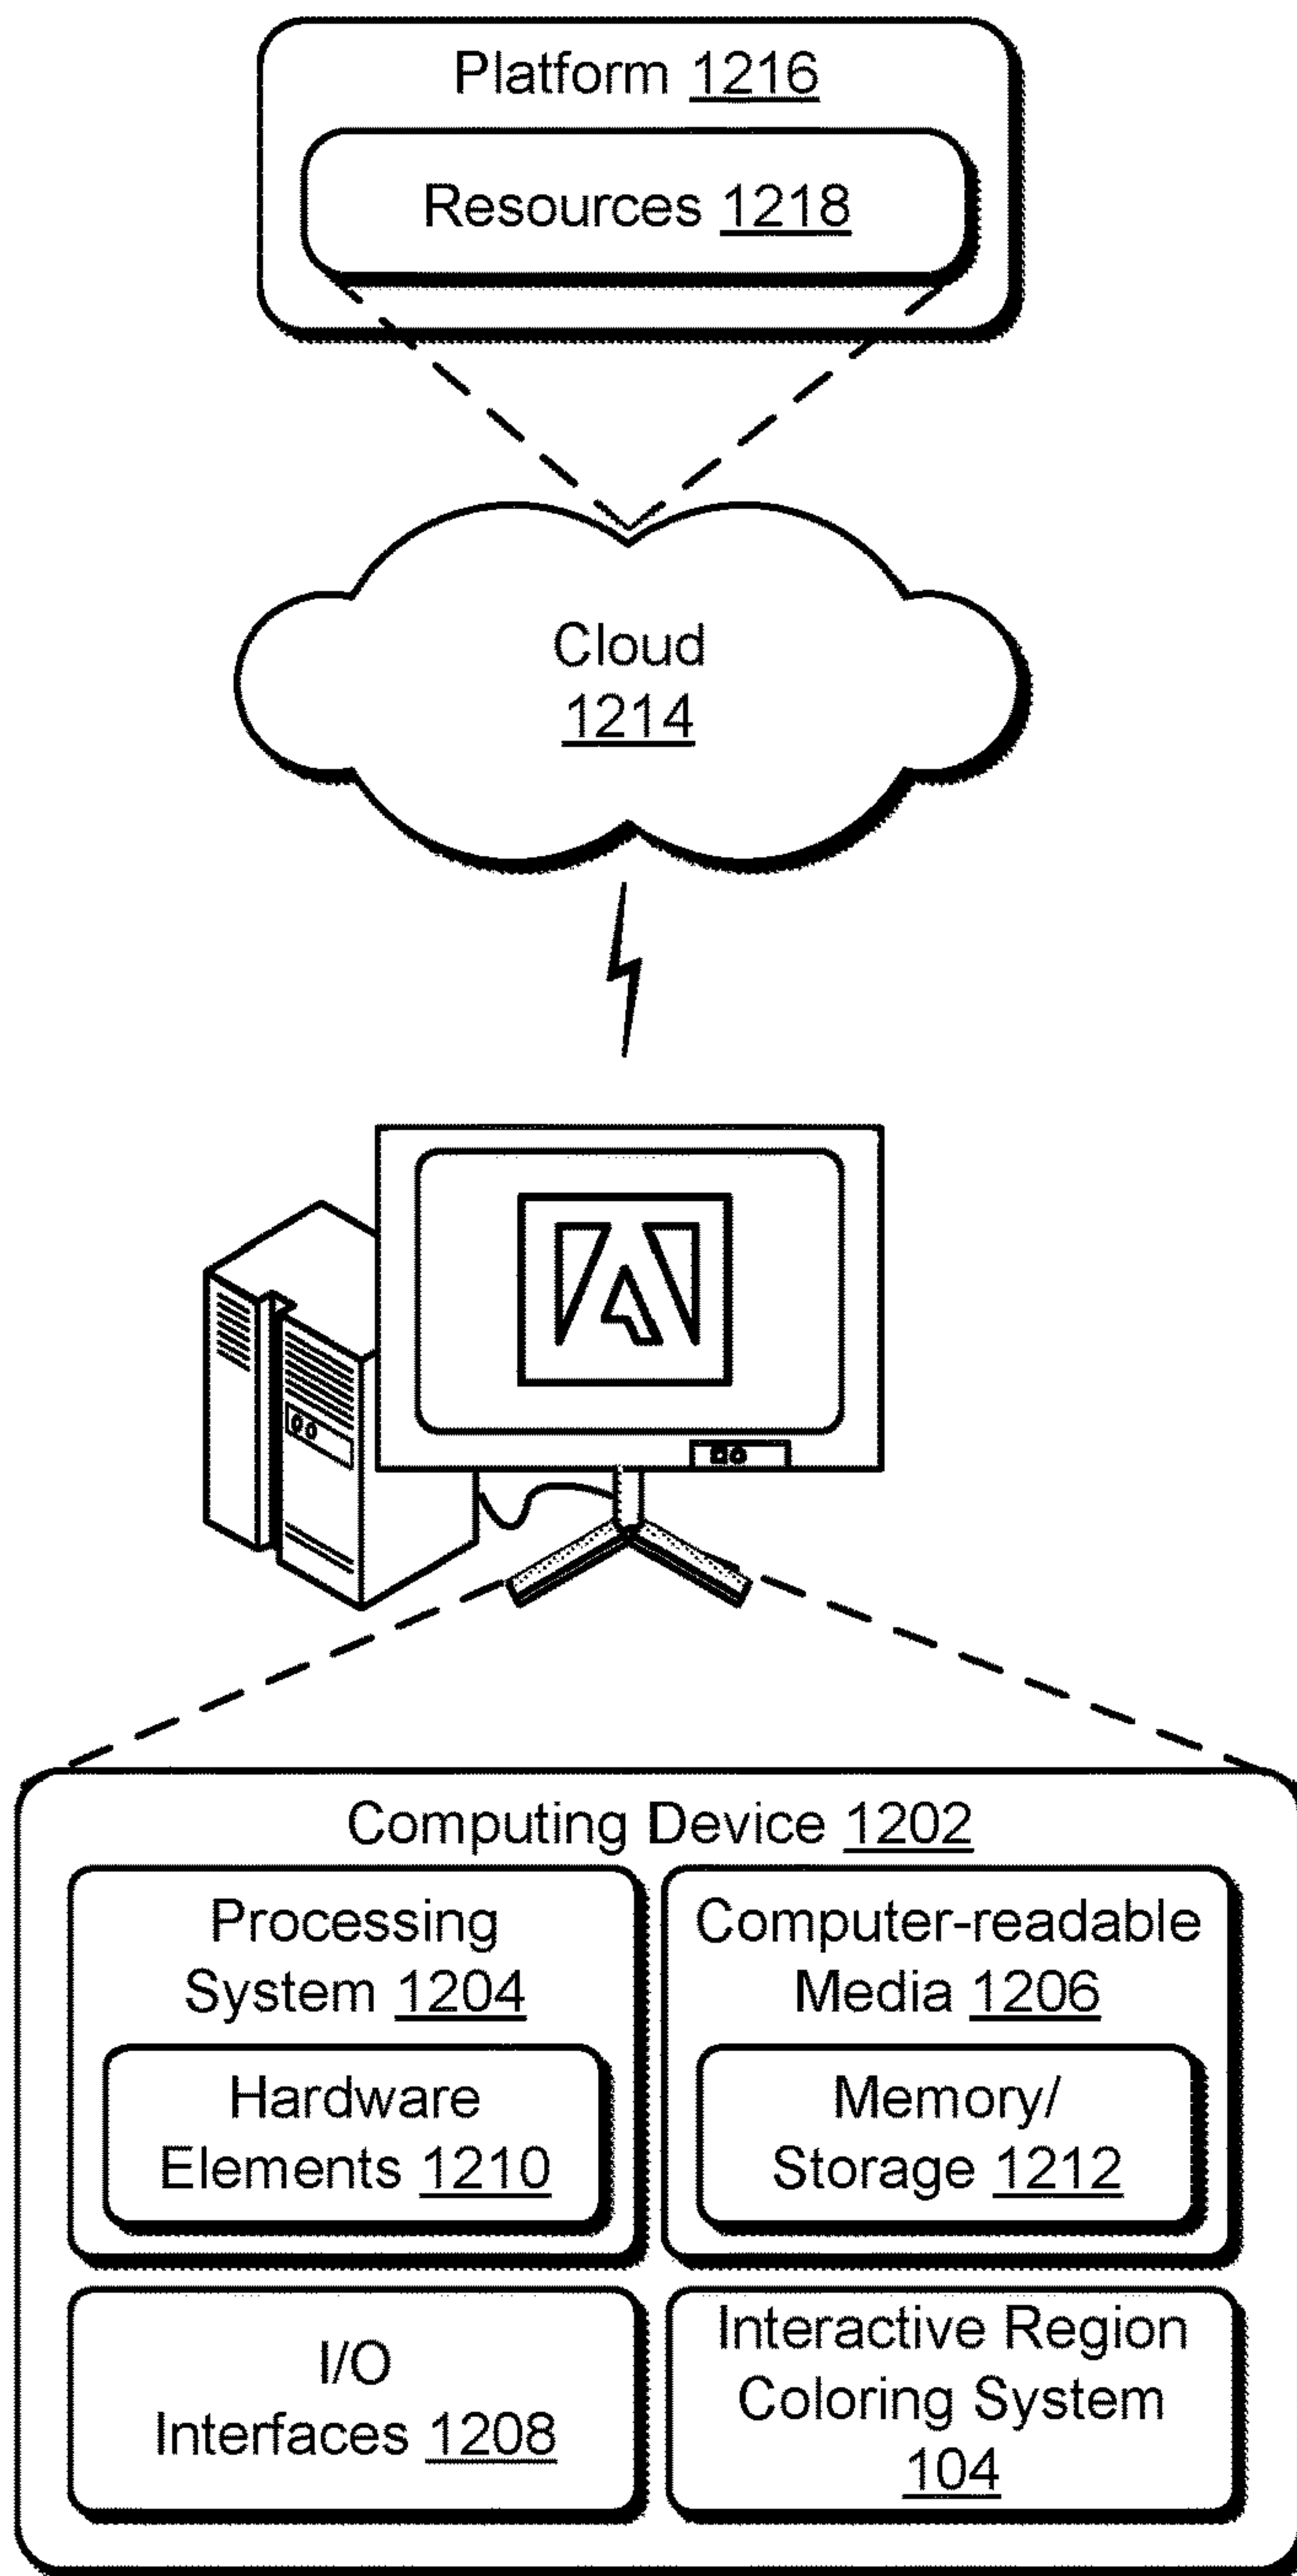 Platform 1216
Resources 1218
Cloud
1214
Computing Device 1202
Processing
System 1204
Hardware
Elements 1210
Computer-readable
Media 1206
Memory/
Storage 1212
I/O
Interfaces 1208
Interactive Region
Coloring System
104